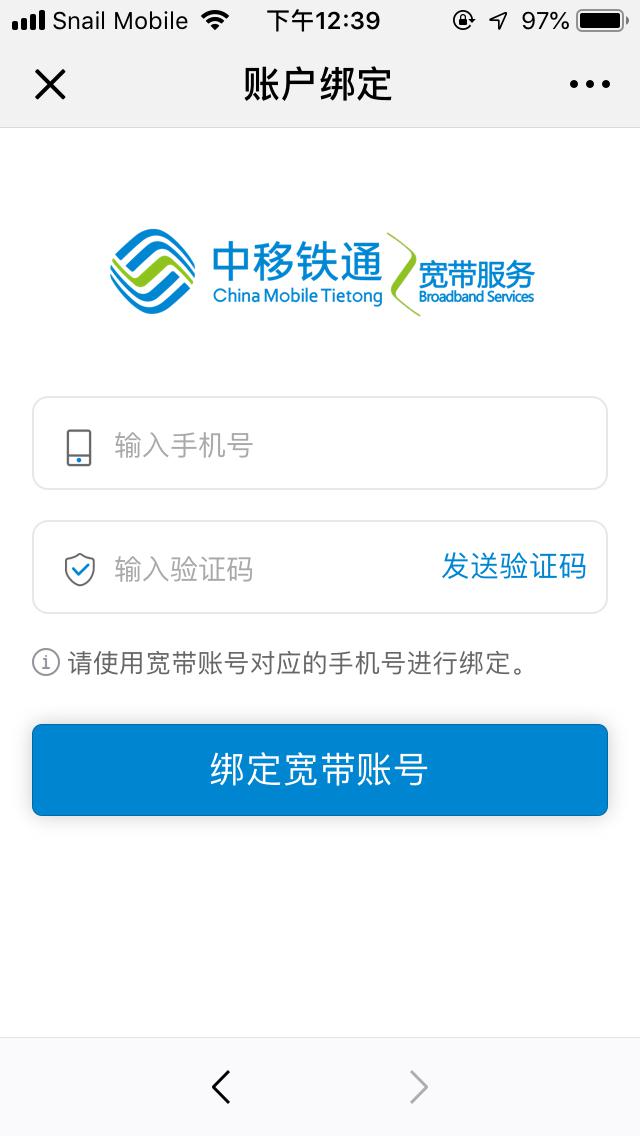 Snail Mobile 下午12:39 97%
账户绑定
中移铁通 宽带服务
China Mobile Tietong Broadband Services
输入手机号
输入验证码 发送验证码
请使用宽带账号对应的手机号进行绑定。
绑定宽带账号